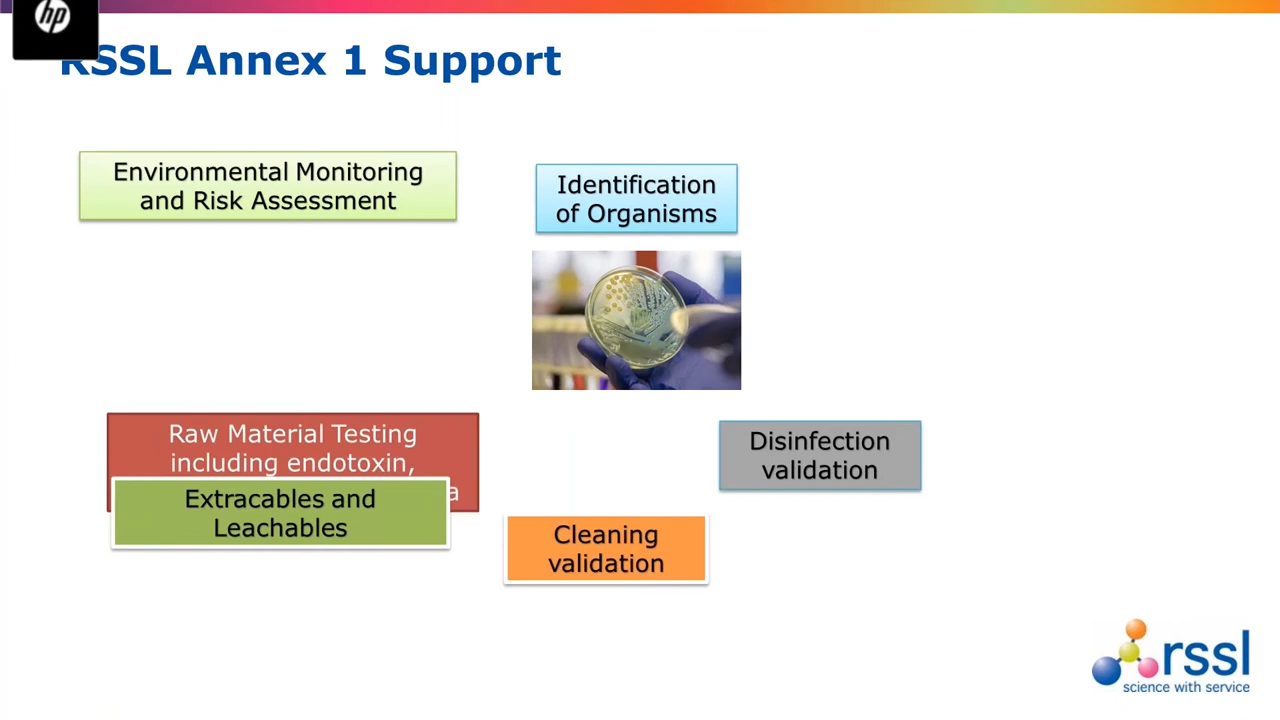 hp
RSSL Annex 1 Support
Environmental Monitoring
and Risk Assessment
Identification
of Organisms
Raw Material Testing
including endotoxin,
Extracables and
Leachables
Disinfection
validation
Cleaning
validation
rssl
science with service